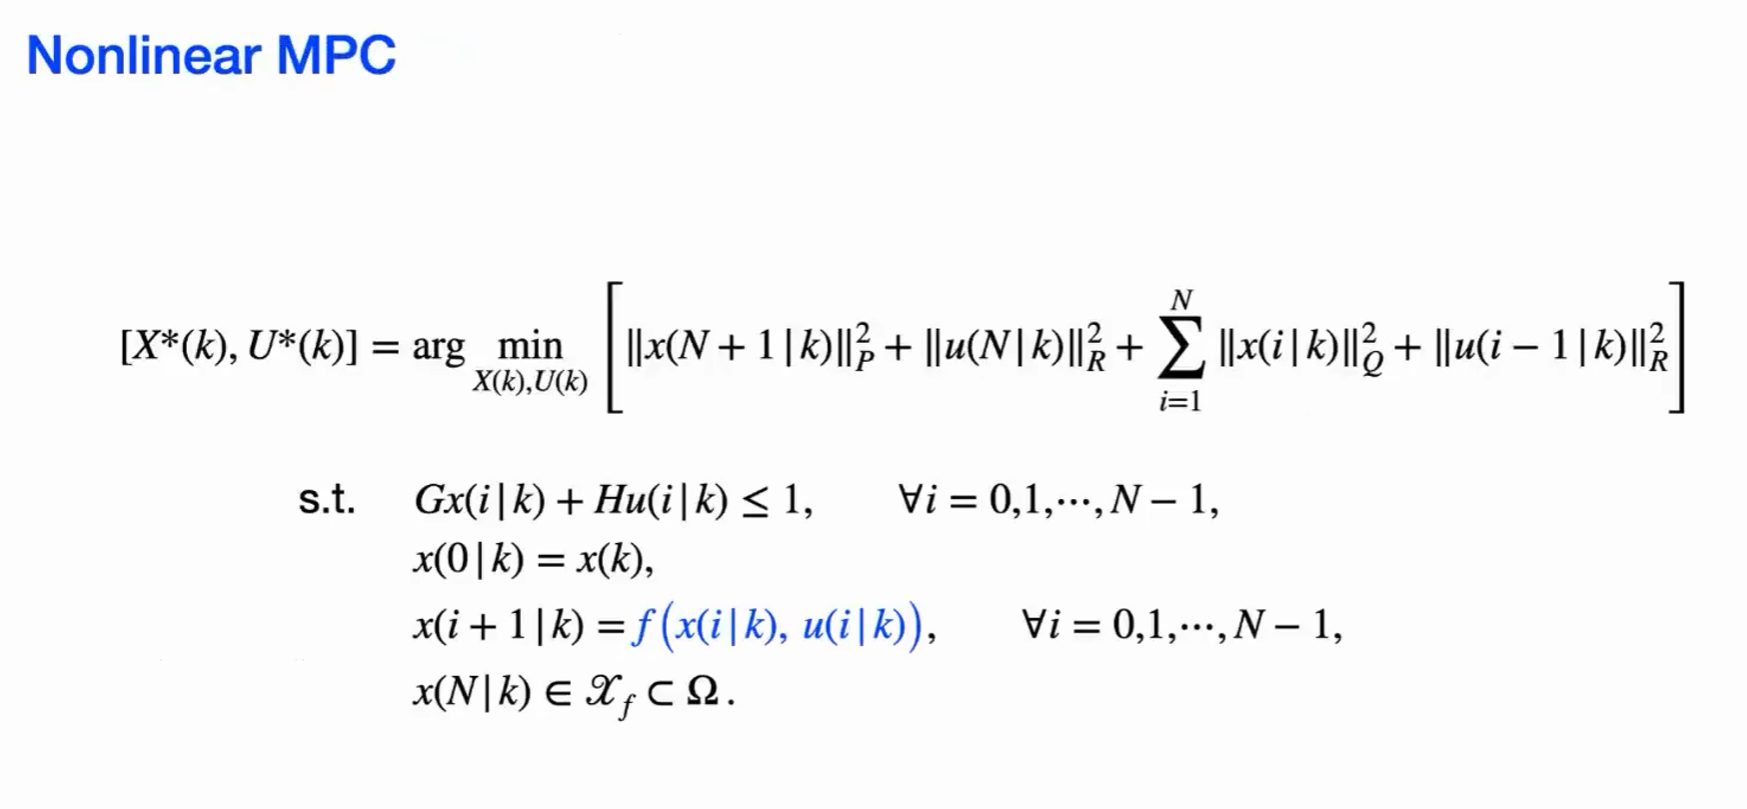 Nonlinear MPC
[X*(k), U*(k)] = arg min_{X(k),U(k)} [ ||x(N + 1 | k)||²_P + ||u(N | k)||²_R + ∑_{i=1}^{N} ||x(i | k)||²_Q + ||u(i − 1 | k)||²_R ]
s.t. Gx(i | k) + Hu(i | k) ≤ 1, ∀i = 0,1,⋯, N − 1,
x(0 | k) = x(k),
x(i + 1 | k) = f(x(i | k), u(i | k)), ∀i = 0,1,⋯, N − 1,
x(N | k) ∈ 𝒳_f ⊂ Ω.